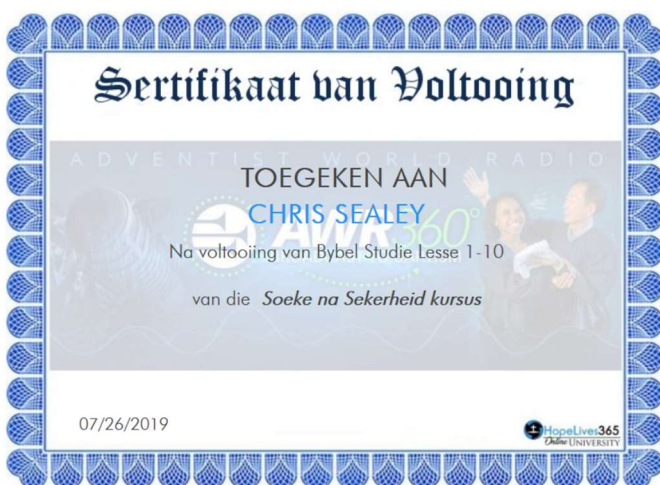 Sertifikaat van Voltooing
ADVENTIST WORLD RADIO
TOEGEKEN AAN
CHRIS SEALEY
AWR360°
Na voltooiing van Bybel Studie Lesse 1-10
van die Soeke na Sekerheid kursus
07/26/2019
HopeLives365
Online UNIVERSITY